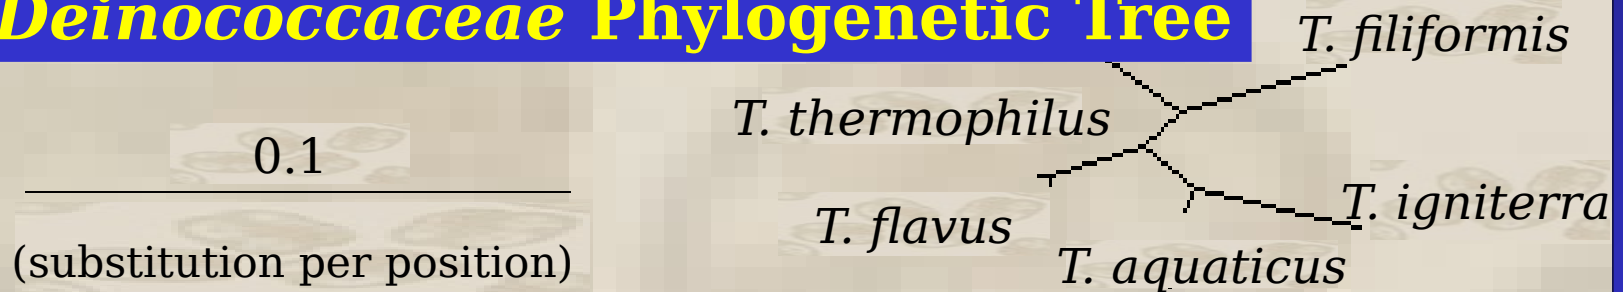 Deinococcaceae Phylogenetic Tree
T. filiformis
T. thermophilus
0.1
T. igniterra
T. flavus
(substitution per position)
T. aquaticus